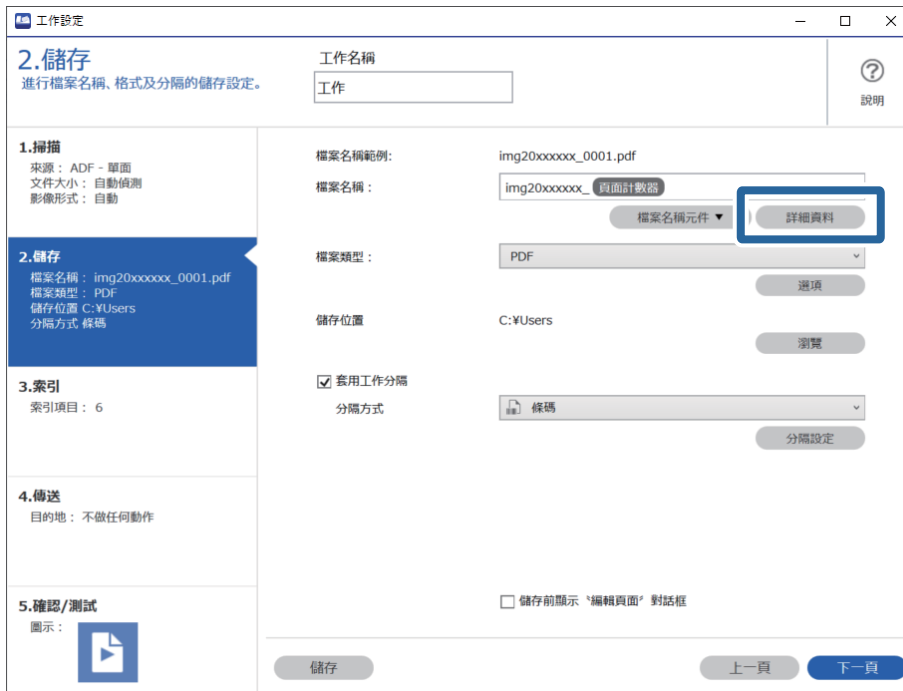 工作設定
2.儲存
進行檔案名稱、格式及分隔的儲存設定。
工作名稱
工作
說明
1.掃描
來源： ADF - 單面
文件大小： 自動偵測
影像形式： 自動
2.儲存
檔案名稱： img20xxxxxx_0001.pdf
檔案類型： PDF
儲存位置 C:¥Users
分隔方式 條碼
3.索引
索引項目： 6
4.傳送
目的地： 不做任何動作
5.確認/測試
圖示：
檔案名稱範例: img20xxxxxx_0001.pdf
檔案名稱： img20xxxxxx_ 頁面計數器
檔案名稱元件▼ 詳細資料
檔案類型： PDF
選項
儲存位置 C:¥Users
瀏覽
套用工作分隔
分隔方式 條碼
分隔設定
儲存前顯示〝編輯頁面〞對話框
儲存 上一頁 下一頁